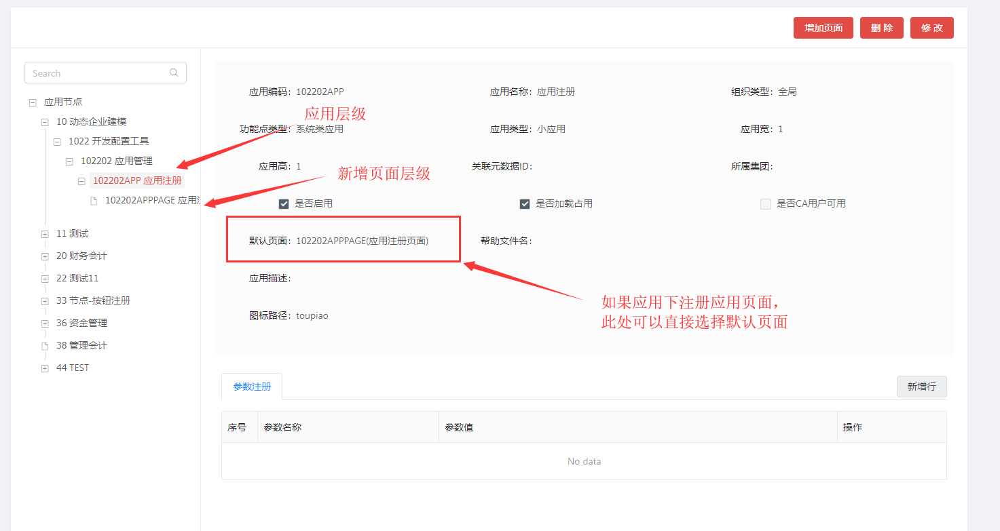 增加页面
删 除
修 改
Search
应用节点
10 动态企业建模
1022 开发配置工具
102202 应用管理
102202APP 应用注册
102202APPPAGE 应用
11 测试
20 财务会计
22 测试11
33 节点-按钮注册
36 资金管理
38 管理会计
44 TEST
应用编码：102202APP
应用名称：应用注册
组织类型：全局
应用层级
功能点类型：系统类应用
应用类型：小应用
应用宽：1
应用高：1
关联元数据ID：
所属集团：
新增页面层级
是否启用
是否加载占用
是否CA用户可用
默认页面：102202APPPAGE(应用注册页面)
帮助文件名：
应用描述：
如果应用下注册应用页面，
此处可以直接选择默认页面
图标路径：toupiao
参数注册
新增行
序号 参数名称 参数值 操作
No data